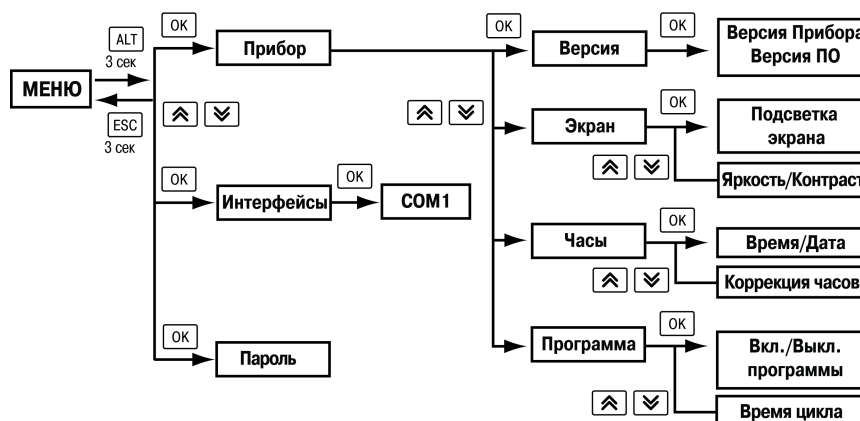 OK
OK
OK
Версия Прибора
Версия ПО
ALT
3 сек
Прибор
Версия
МЕНЮ
ESC
3 сек
OK
Подсветка
экрана
Экран
OK
OK
Интерфейсы
COM1
Яркость/Контраст
OK
Часы
Время/Дата
Коррекция часов
OK
Пароль
OK
Программа
Вкл./Выкл.
программы
Время цикла